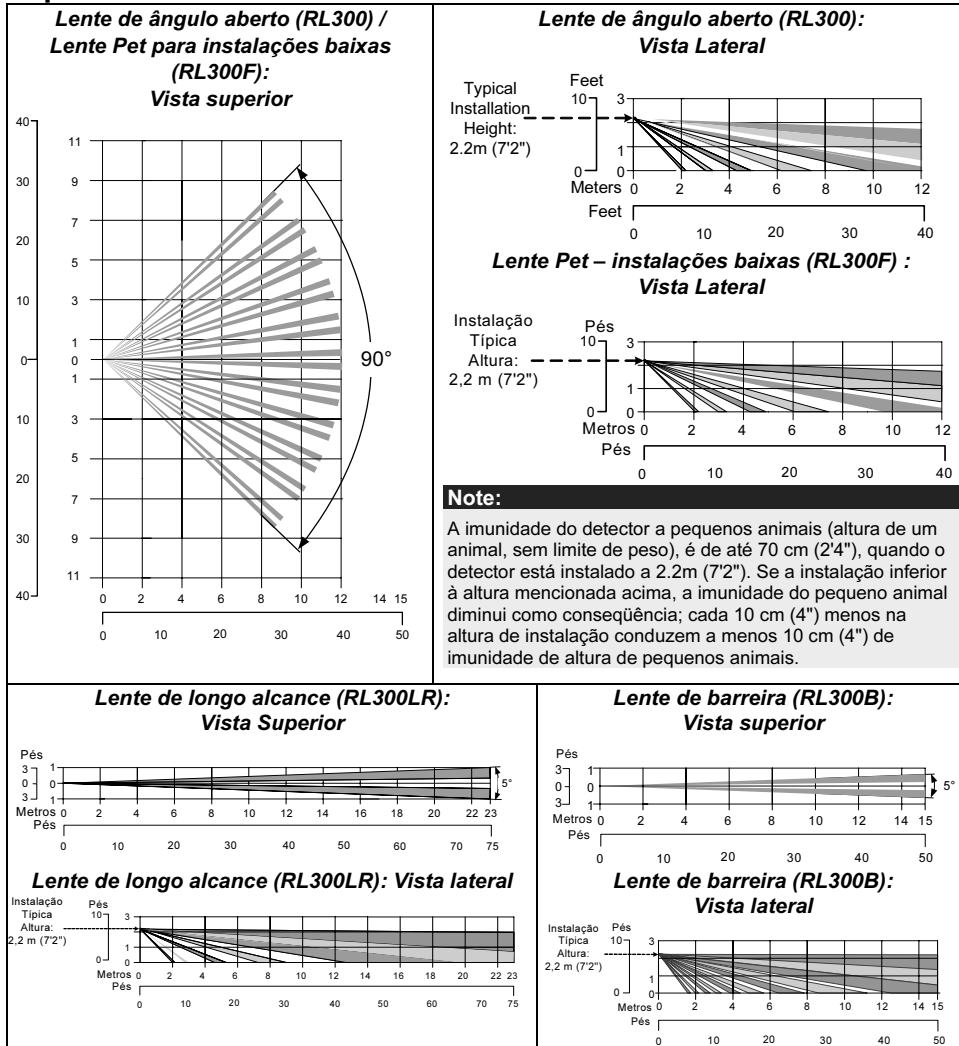 Lente de ângulo aberto (RL300) /
Lente Pet para instalações baixas
(RL300F):
Vista superior
40
30
20
10
0
10
20
30
40
11
9
7
5
3
1
0
1
3
5
7
9
11
90°
0 2 4 6 8 10 12 14 15
0 10 20 30 40 50
Lente de ângulo aberto (RL300):
Vista Lateral
Typical
Installation
Height:
2.2m (7'2")
Feet
10
0
3
1
0
Meters 0 2 4 6 8 10 12
Feet
0 10 20 30 40
Lente Pet – instalações baixas (RL300F) :
Vista Lateral
Instalação
Típica
Altura:
2,2 m (7'2")
Pés
10
0
3
1
0
Metros 0 2 4 6 8 10 12
Pés
0 10 20 30 40
Note:
A imunidade do detector a pequenos animais (altura de um
animal, sem limite de peso), é de até 70 cm (2'4"), quando o
detector está instalado a 2.2m (7'2"). Se a instalação inferior
à altura mencionada acima, a imunidade do pequeno animal
diminui como conseqüência; cada 10 cm (4") menos na
altura de instalação conduzem a menos 10 cm (4") de
imunidade de altura de pequenos animais.
Lente de longo alcance (RL300LR):
Vista Superior
Pés
3
0
3
1
0
1
5°
Metros 0 2 4 6 8 10 12 14 16 18 20 22 23
Pés
0 10 20 30 40 50 60 70 75
Lente de longo alcance (RL300LR): Vista lateral
Instalação
Típica
Altura:
2,2 m (7'2")
Pés
10
0
3
1
0
Metros 0 2 4 6 8 10 12 14 16 18 20 22 23
Pés
0 10 20 30 40 50 60 70 75
Lente de barreira (RL300B):
Vista superior
Pés
3
0
3
1
0
1
5°
Metros 0 2 4 6 8 10 12 14 15
Pés
0 10 20 30 40 50
Lente de barreira (RL300B):
Vista lateral
Instalação
Típica
Altura:
2,2 m (7'2")
Pés
10
0
3
1
0
Metros 0 2 4 6 8 10 12 14 15
Pés
0 10 20 30 40 50